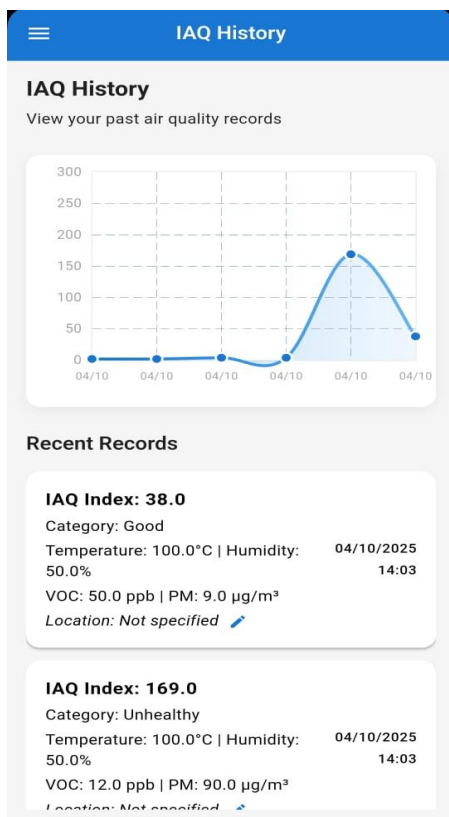 IAQ History
IAQ History
View your past air quality records
300
250
200
150
100
50
0
04/10 04/10 04/10 04/10 04/10 04/10
Recent Records
IAQ Index: 38.0
Category: Good
Temperature: 100.0°C | Humidity:
50.0%
04/10/2025
14:03
VOC: 50.0 ppb | PM: 9.0 µg/m³
Location: Not specified
IAQ Index: 169.0
Category: Unhealthy
Temperature: 100.0°C | Humidity:
50.0%
04/10/2025
14:03
VOC: 12.0 ppb | PM: 90.0 µg/m³
Location: Not specified